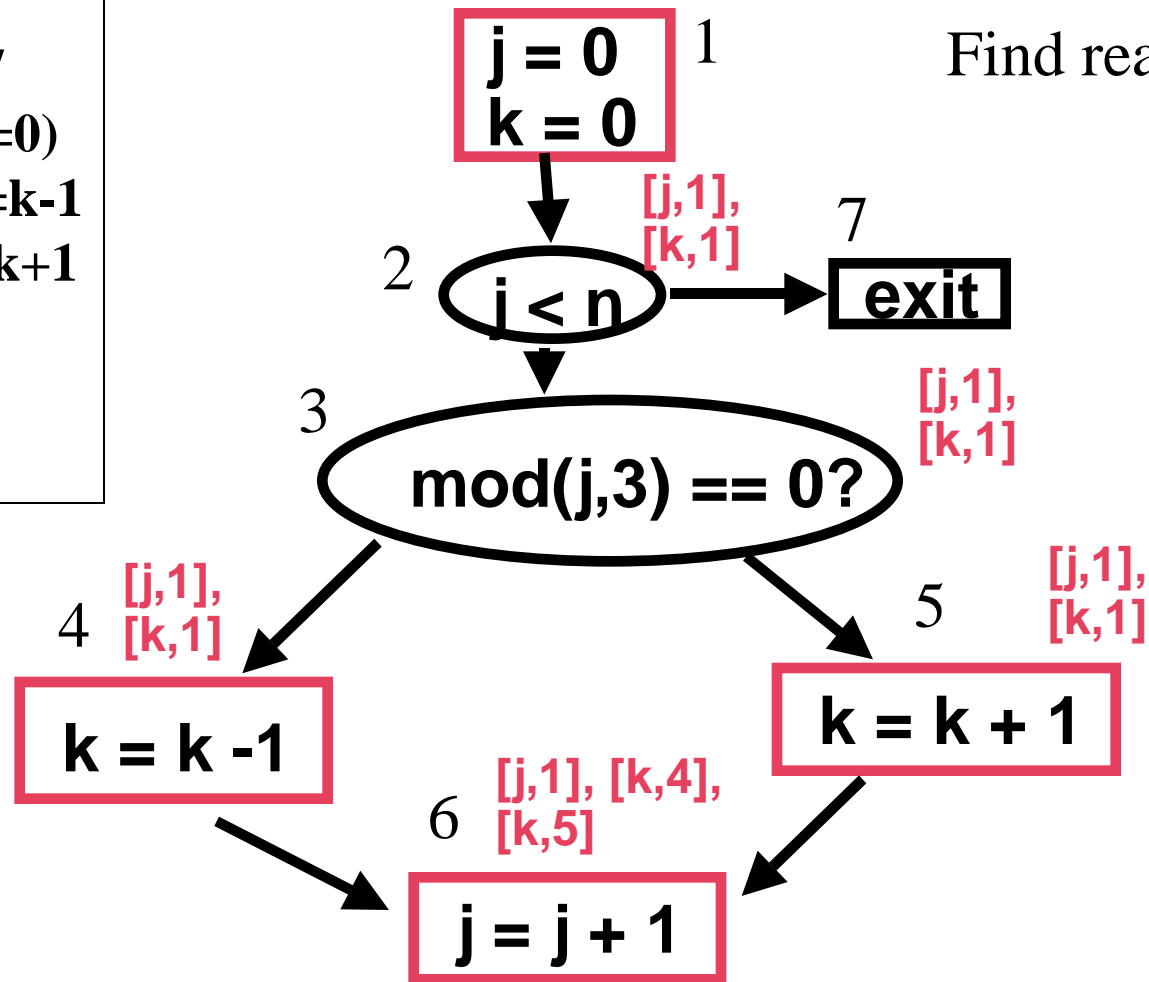 =0)
=k-1
k+1
Find rea
j = 0
k = 0
1
[j,1],
[k,1]
7
2
j < n
exit
3
[j,1],
[k,1]
mod(j,3) == 0?
4
[j,1],
[k,1]
5
[j,1],
[k,1]
k = k -1
k = k + 1
6
[j,1], [k,4],
[k,5]
j = j + 1